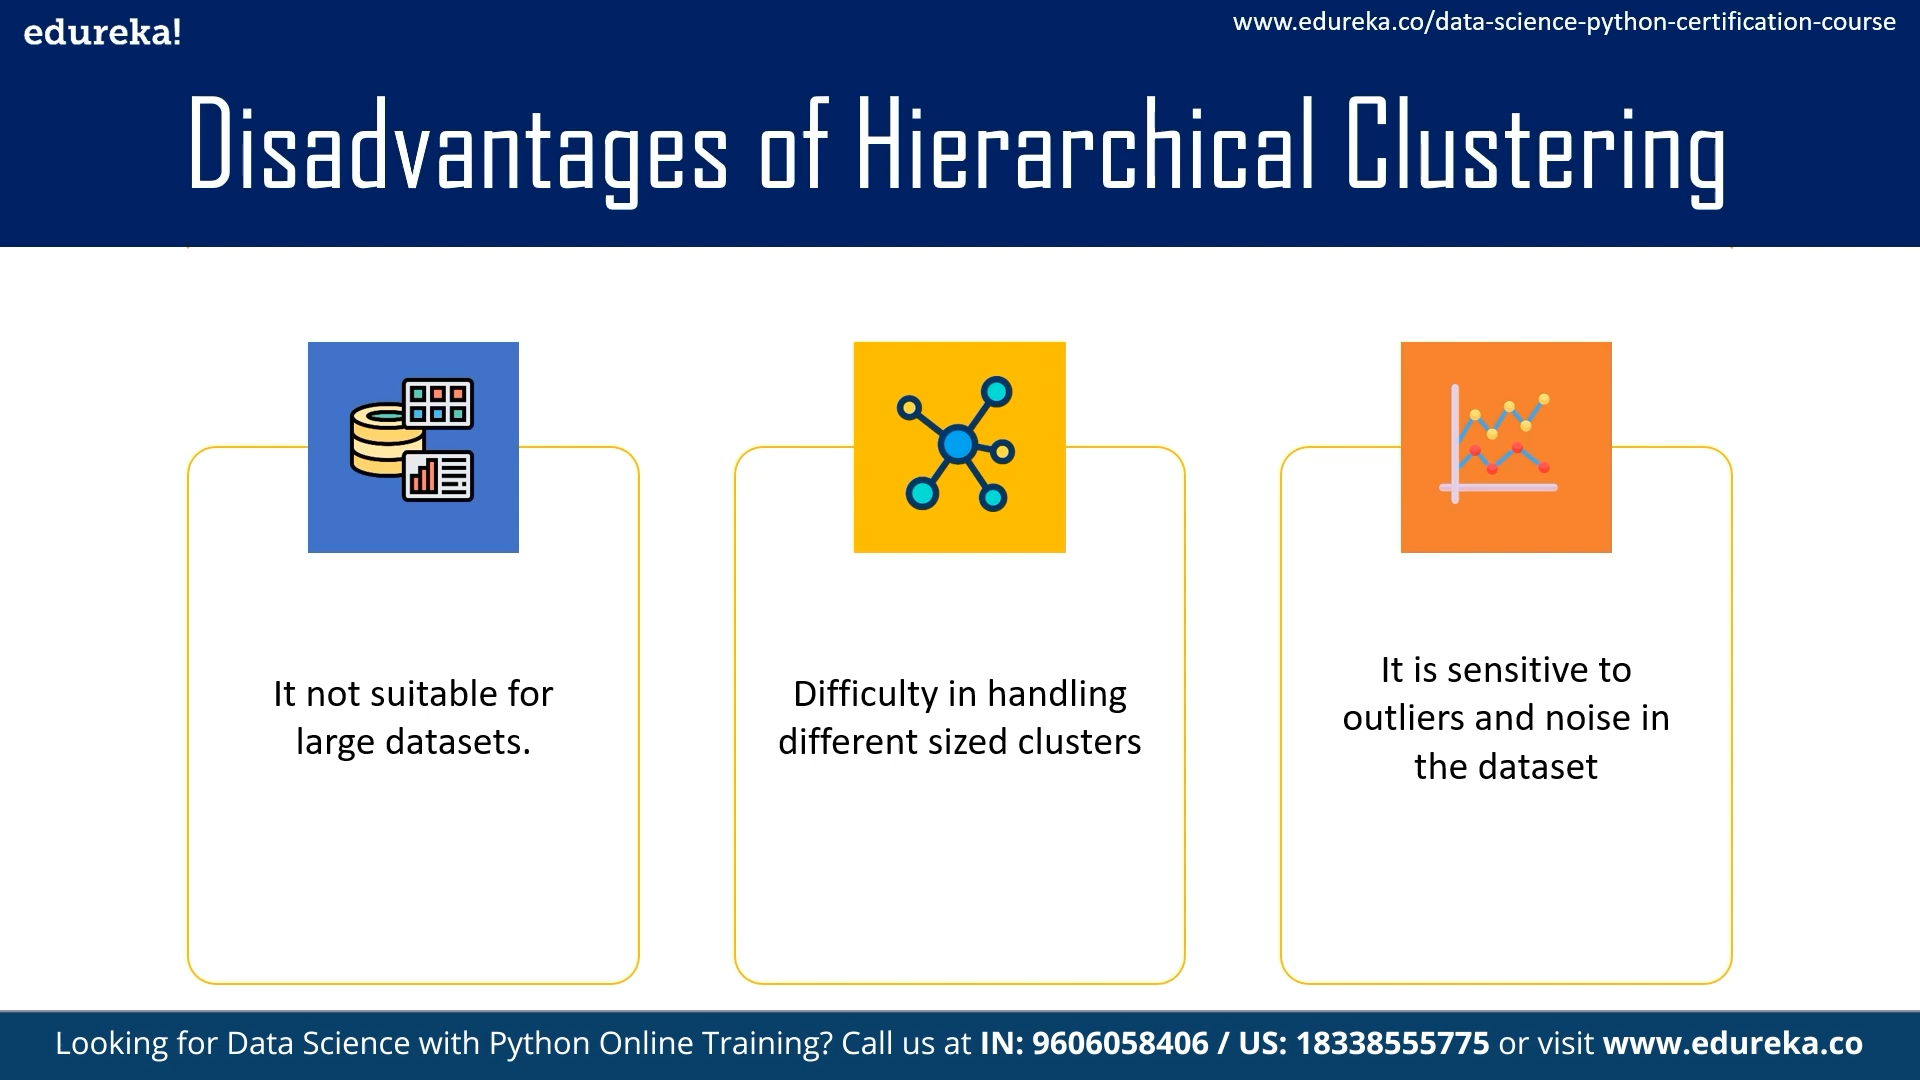 edureka!
www.edureka.co/data-science-python-certification-course
Disadvantages of Hierarchical Clustering
It not suitable for
large datasets.
Difficulty in handling
different sized clusters
It is sensitive to
outliers and noise in
the dataset
Looking for Data Science with Python Online Training? Call us at IN: 9606058406 / US: 18338555775 or visit www.edureka.co